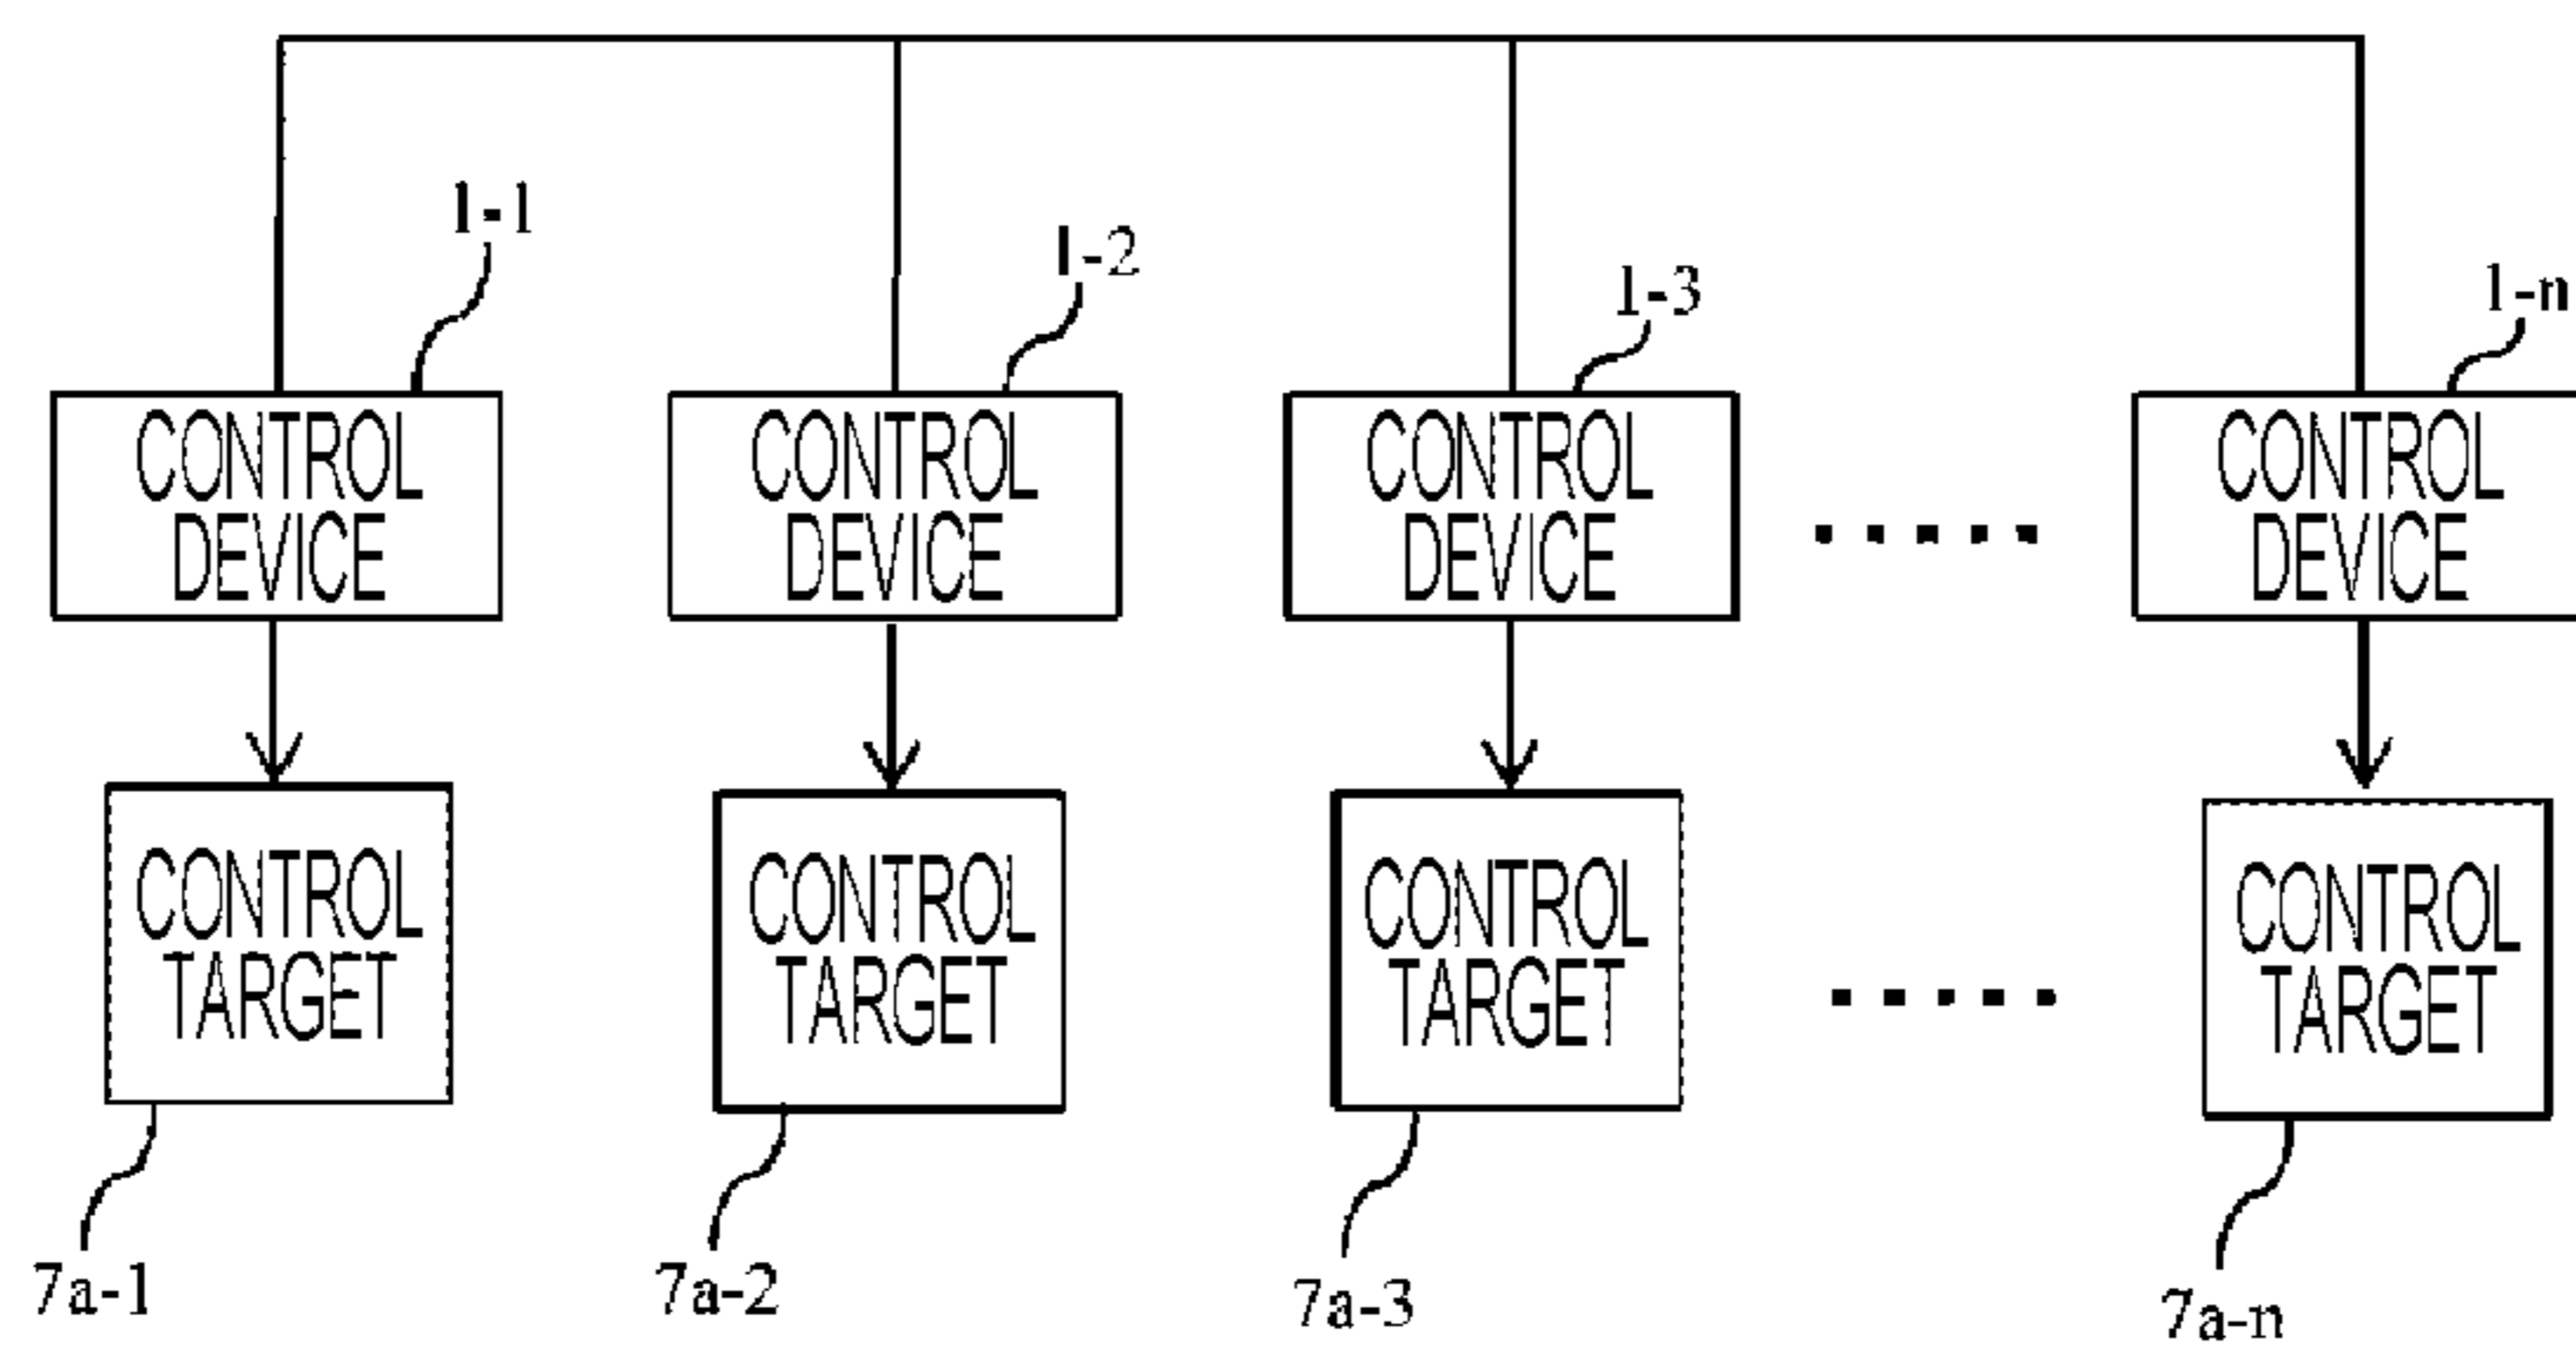 1-1
1-2
1-3
1-n
CONTROL
DEVICE
CONTROL
DEVICE
CONTROL
DEVICE
CONTROL
DEVICE
CONTROL
TARGET
CONTROL
TARGET
CONTROL
TARGET
CONTROL
TARGET
7a-1
7a-2
7a-3
7a-n